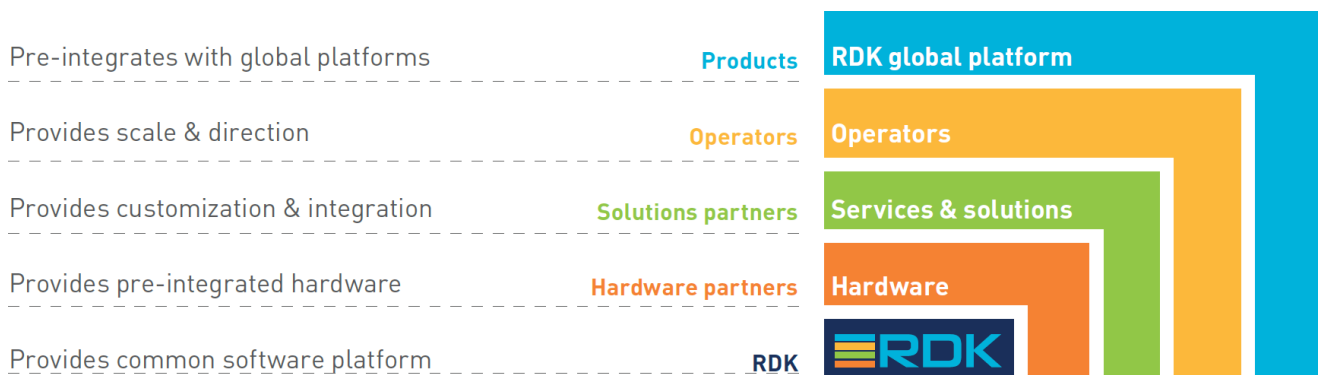 Pre-integrates with global platforms Products RDK global platform
Provides scale & direction Operators Operators
Provides customization & integration Solutions partners Services & solutions
Provides pre-integrated hardware Hardware partners Hardware
Provides common software platform RDK RDK